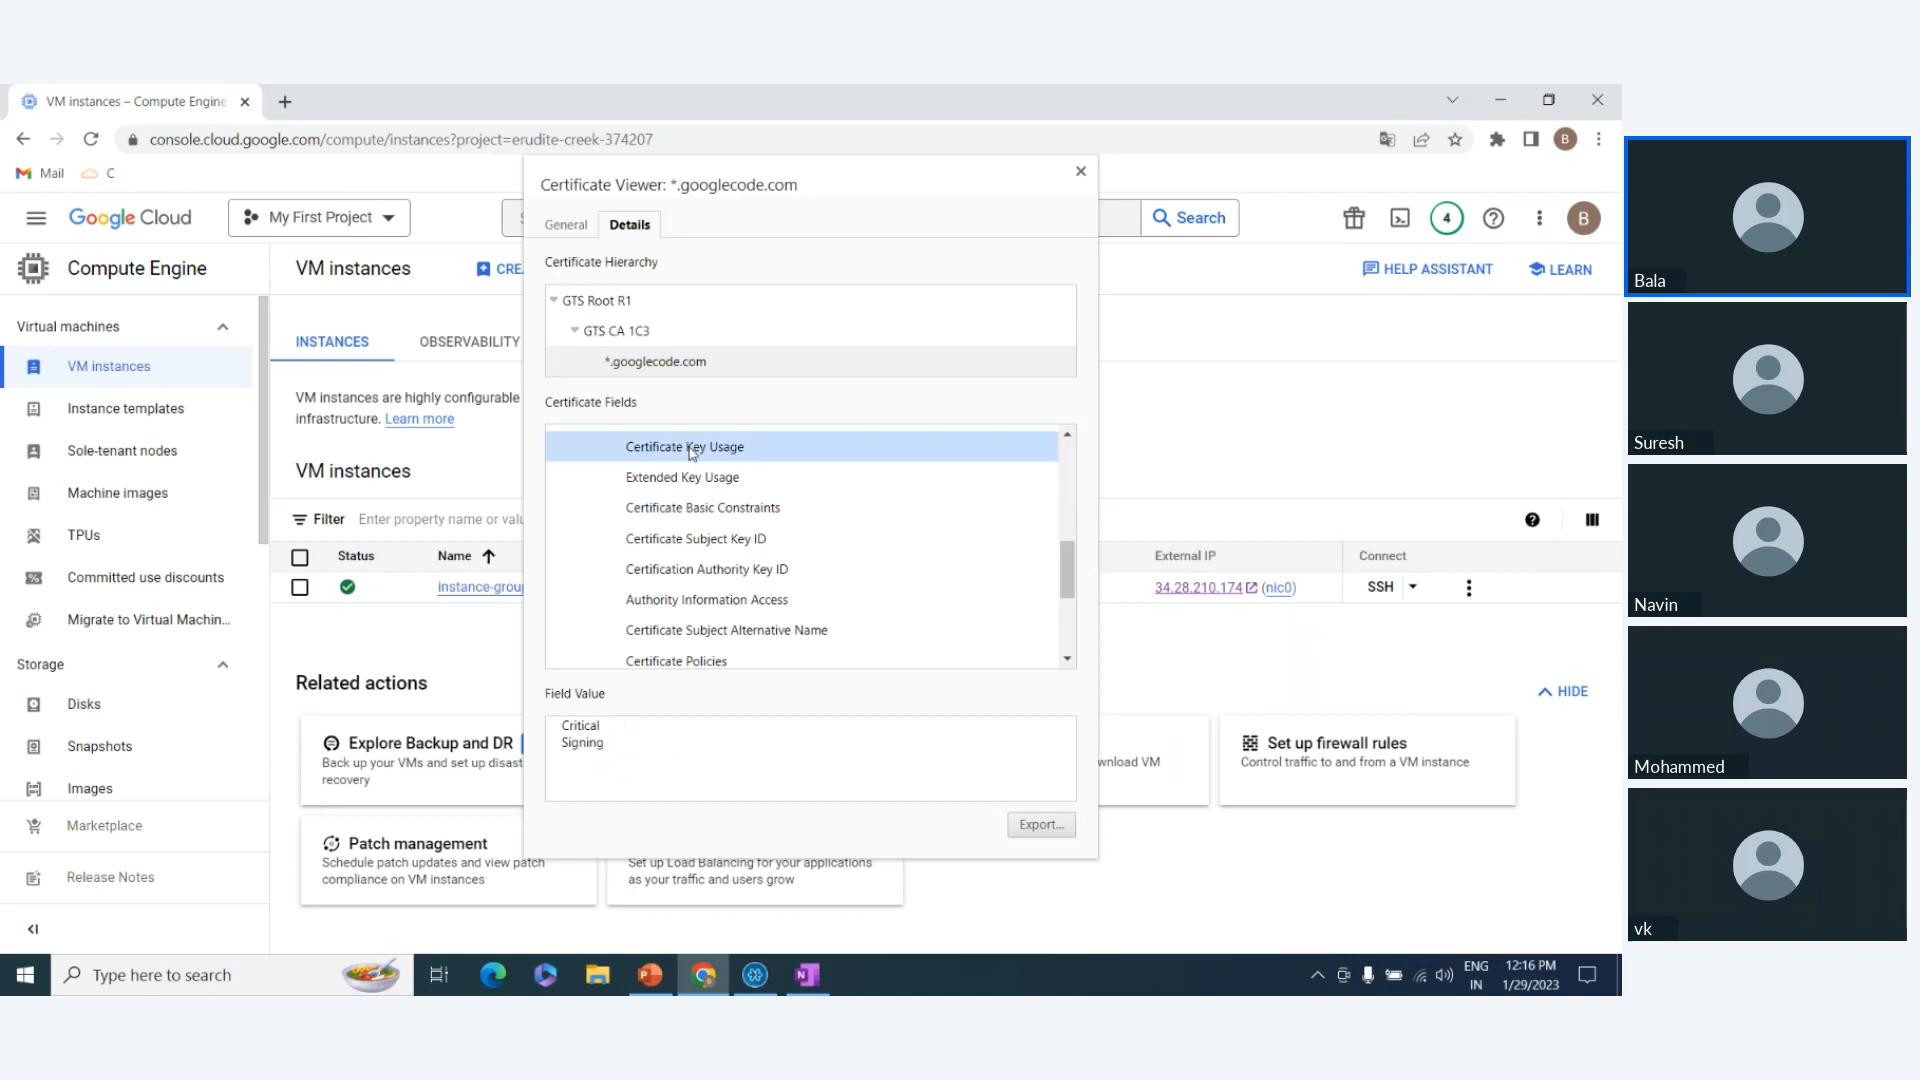 VM instances – Compute Engine
console.cloud.google.com/compute/instances?project=erudite-creek-374207
B
Mail
C
Google Cloud
My First Project
Search
4
B
Compute Engine
VM instances
CREA
HELP ASSISTANT
LEARN
Virtual machines
VM instances
Instance templates
Sole-tenant nodes
Machine images
TPUs
Committed use discounts
Migrate to Virtual Machin...
Storage
Disks
Snapshots
Images
Marketplace
Release Notes
INSTANCES
OBSERVABILITY
VM instances are highly configurable
infrastructure. Learn more
VM instances
Filter
Enter property name or valu
Status
Name
External IP
Connect
instance-group
34.28.210.174 (nic0)
SSH
Related actions
HIDE
Explore Backup and DR
Back up your VMs and set up disast
recovery
wnload VM
Set up firewall rules
Control traffic to and from a VM instance
Patch management
Schedule patch updates and view patch
compliance on VM instances
Set up Load Balancing for your applications
as your traffic and users grow
Certificate Viewer: *.googlecode.com
General
Details
Certificate Hierarchy
GTS Root R1
GTS CA 1C3
*.googlecode.com
Certificate Fields
Certificate Key Usage
Extended Key Usage
Certificate Basic Constraints
Certificate Subject Key ID
Certification Authority Key ID
Authority Information Access
Certificate Subject Alternative Name
Certificate Policies
Field Value
Critical
Signing
Export...
Type here to search
ENG
IN
12:16 PM
1/29/2023
Bala
Suresh
Navin
Mohammed
vk